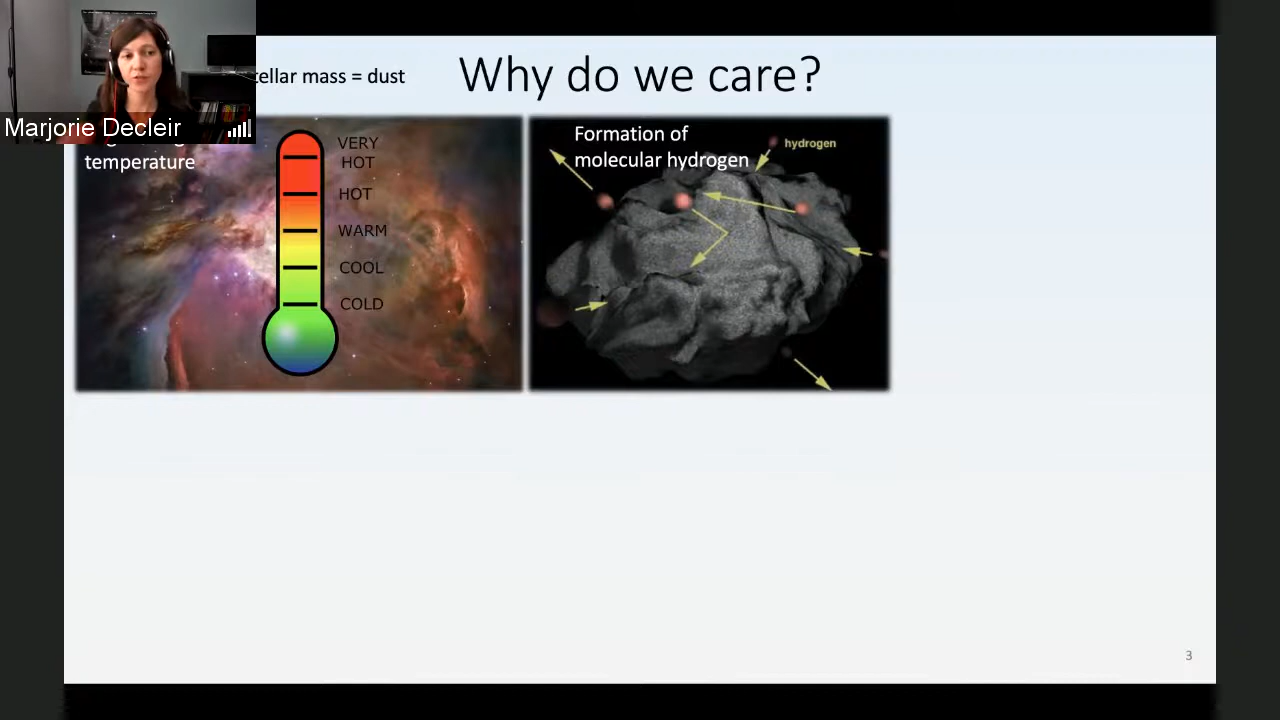 cellar mass = dust
Why do we care?
Marjorie Decleir
temperature
VERY
HOT
HOT
WARM
COOL
COLD
Formation of
molecular hydrogen
hydrogen
3